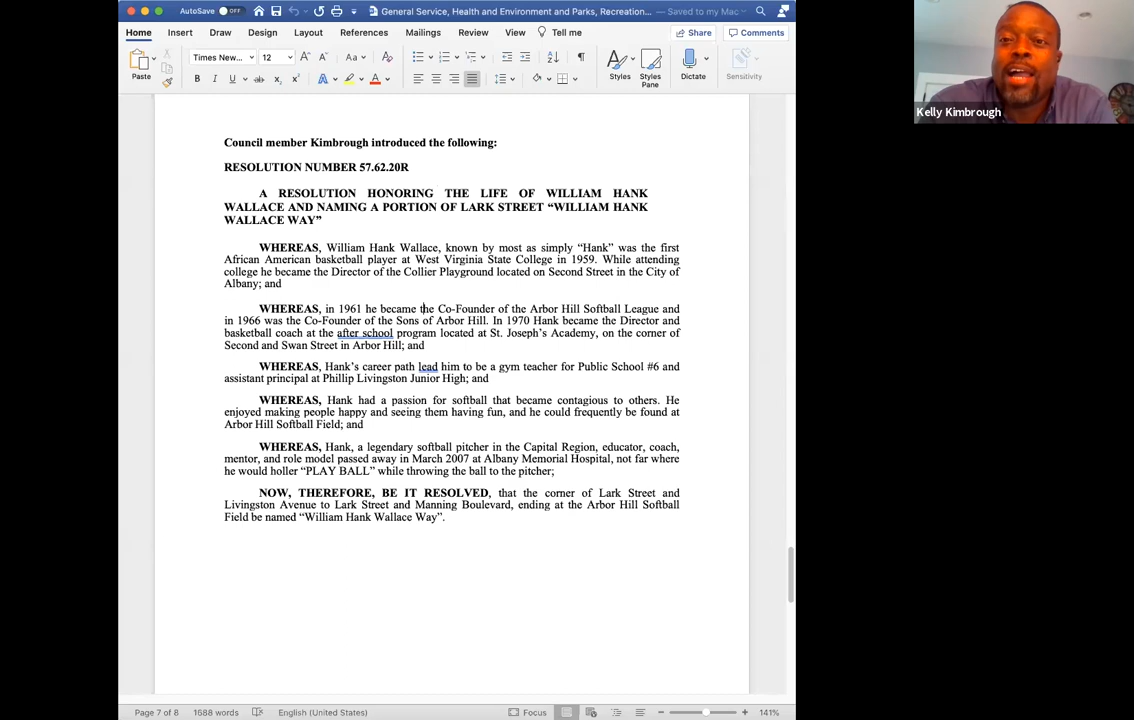 AutoSave OFF General Service, Health and Environment and Parks, Recreation... — Saved to my Mac
Home Insert Draw Design Layout References Mailings Review View Tell me Share Comments
Times New... 12 Aa
Paste B I U ab x₂ x² A A Styles Styles Pane Dictate Sensitivity
Council member Kimbrough introduced the following:
RESOLUTION NUMBER 57.62.20R
A RESOLUTION HONORING THE LIFE OF WILLIAM HANK
WALLACE AND NAMING A PORTION OF LARK STREET “WILLIAM HANK
WALLACE WAY”
WHEREAS, William Hank Wallace, known by most as simply “Hank” was the first
African American basketball player at West Virginia State College in 1959. While attending
college he became the Director of the Collier Playground located on Second Street in the City of
Albany; and
WHEREAS, in 1961 he became the Co-Founder of the Arbor Hill Softball League and
in 1966 was the Co-Founder of the Sons of Arbor Hill. In 1970 Hank became the Director and
basketball coach at the after school program located at St. Joseph’s Academy, on the corner of
Second and Swan Street in Arbor Hill; and
WHEREAS, Hank’s career path lead him to be a gym teacher for Public School #6 and
assistant principal at Phillip Livingston Junior High; and
WHEREAS, Hank had a passion for softball that became contagious to others. He
enjoyed making people happy and seeing them having fun, and he could frequently be found at
Arbor Hill Softball Field; and
WHEREAS, Hank, a legendary softball pitcher in the Capital Region, educator, coach,
mentor, and role model passed away in March 2007 at Albany Memorial Hospital, not far where
he would holler “PLAY BALL” while throwing the ball to the pitcher;
NOW, THEREFORE, BE IT RESOLVED, that the corner of Lark Street and
Livingston Avenue to Lark Street and Manning Boulevard, ending at the Arbor Hill Softball
Field be named “William Hank Wallace Way”.
Page 7 of 8 1688 words English (United States) Focus 141%
Kelly Kimbrough